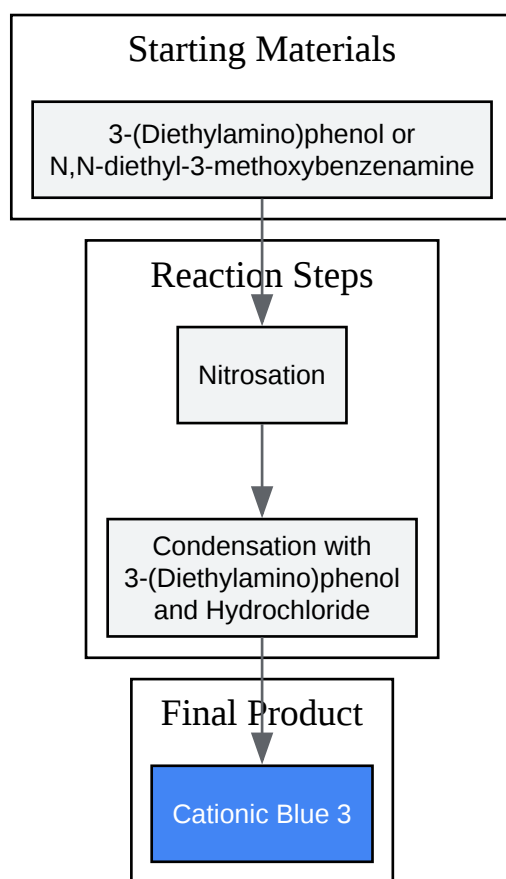 Starting Materials
3-(Diethylamino)phenol or
N,N-diethyl-3-methoxybenzenamine
Reaction Steps
Nitrosation
Condensation with
3-(Diethylamino)phenol
and Hydrochloride
Final Product
Cationic Blue 3